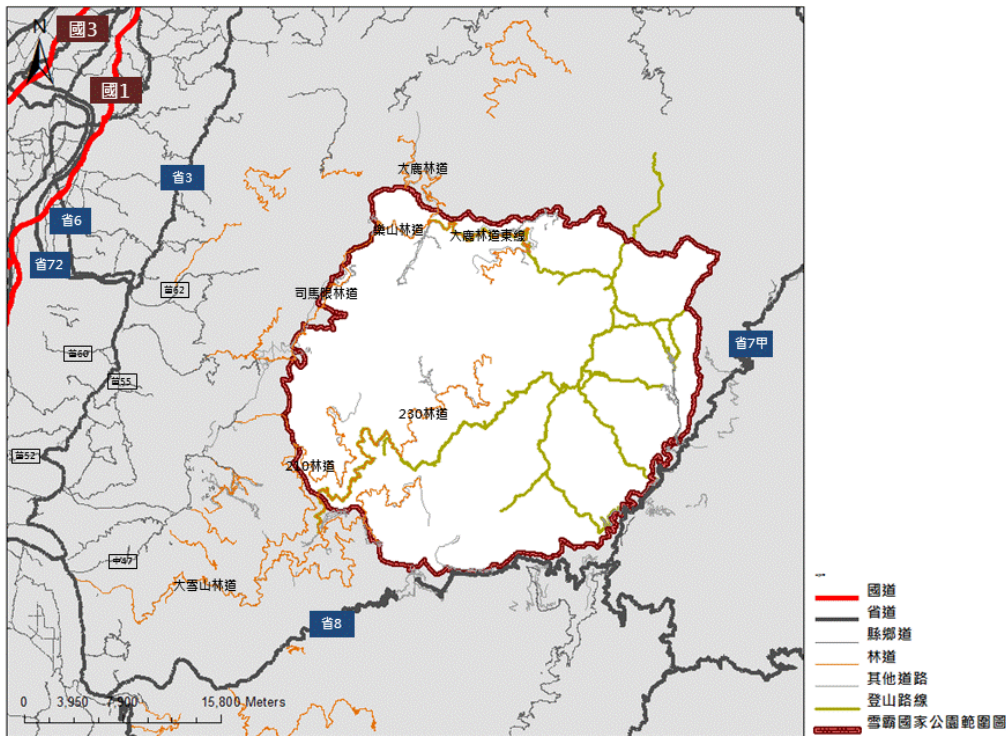 N
國3
國1
大鹿林道
省3
省6
樂山林道
大鹿林道東線
省72
苗62
司馬限林道
省7甲
苗60
苗55
230林道
苗52
210林道
中47
大雪山林道
省8
0 3,950 7,900 15,800 Meters
國道
省道
縣鄉道
林道
其他道路
登山路線
雪霸國家公園範圍圖